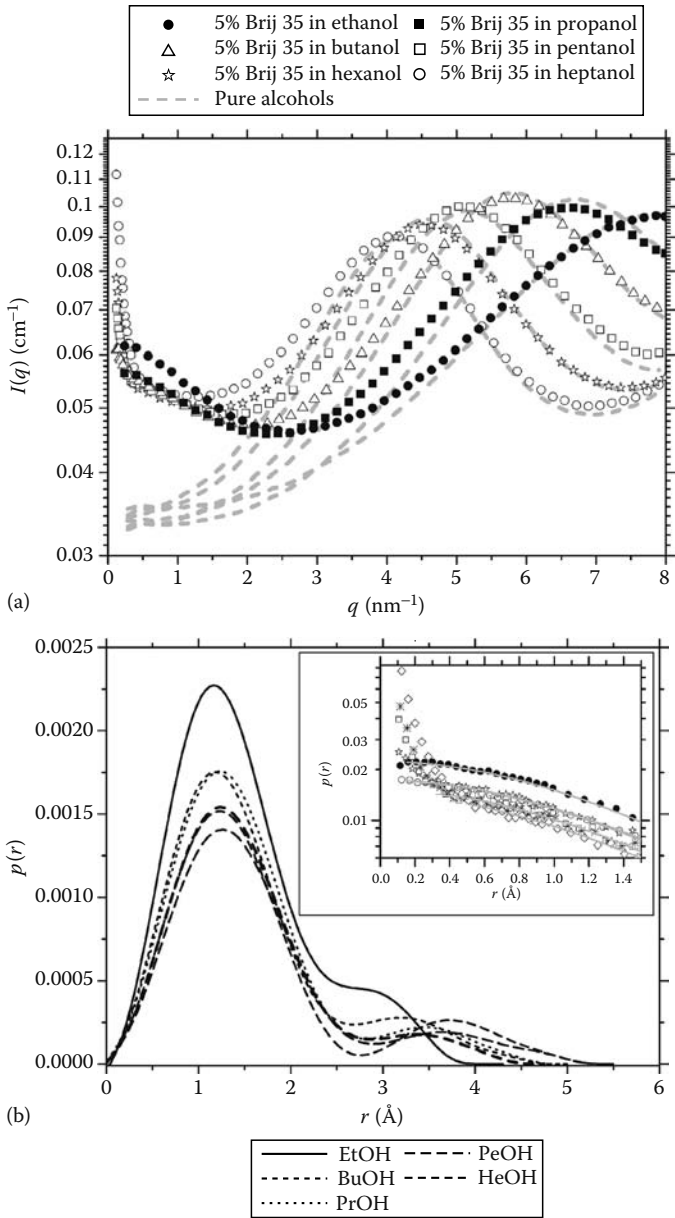 5% Brij 35 in ethanol 5% Brij 35 in propanol
5% Brij 35 in butanol 5% Brij 35 in pentanol
5% Brij 35 in hexanol 5% Brij 35 in heptanol
Pure alcohols
0.12
0.11
0.1
0.09
0.08
0.07
0.06
0.05
0.04
0.03
I(q) (cm⁻¹)
0 1 2 3 4 5 6 7 8
(a)
q (nm⁻¹)
0.0025
0.0020
0.0015
0.0010
0.0005
0.0000
p(r)
0.05
0.03
0.02
0.01
p(r)
0.0 0.2 0.4 0.6 0.8 1.0 1.2 1.4
r (Å)
0 1 2 3 4 5 6
(b)
r (Å)
EtOH PeOH
BuOH HeOH
PrOH